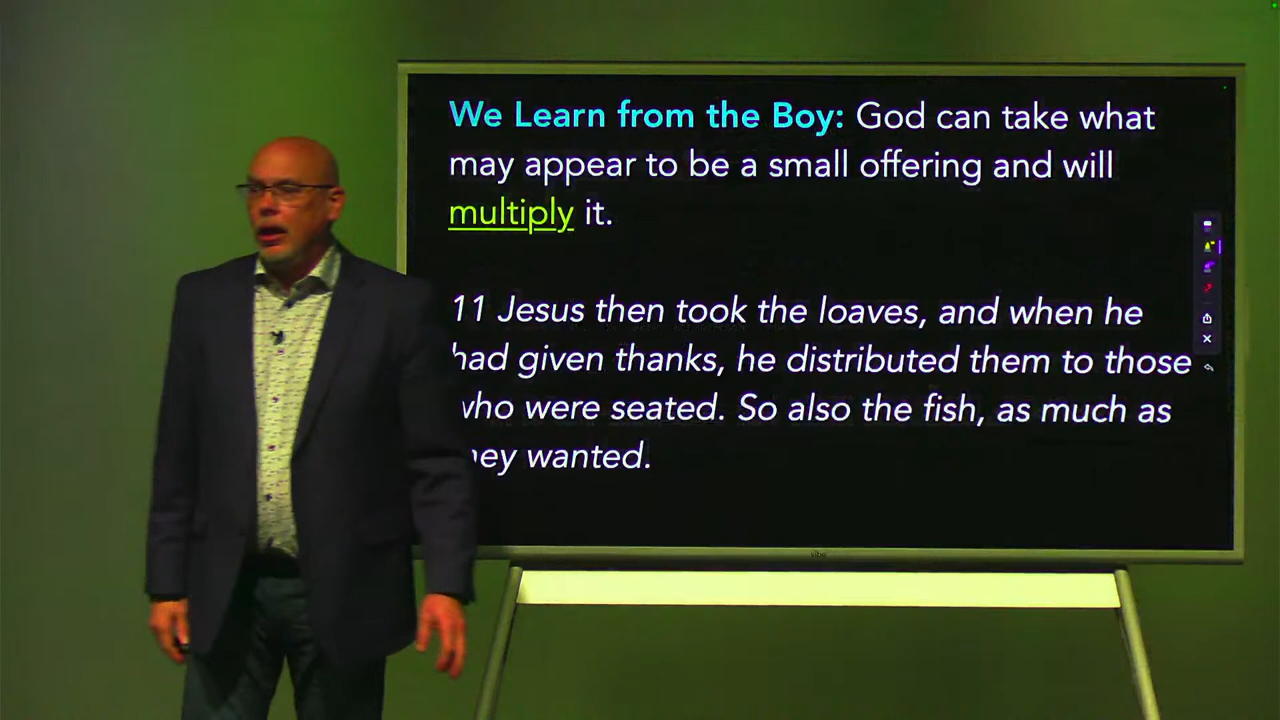 We Learn from the Boy: God can take what
may appear to be a small offering and will
multiply it.
11 Jesus then took the loaves, and when he
had given thanks, he distributed them to those
who were seated. So also the fish, as much as
wanted.
vibe